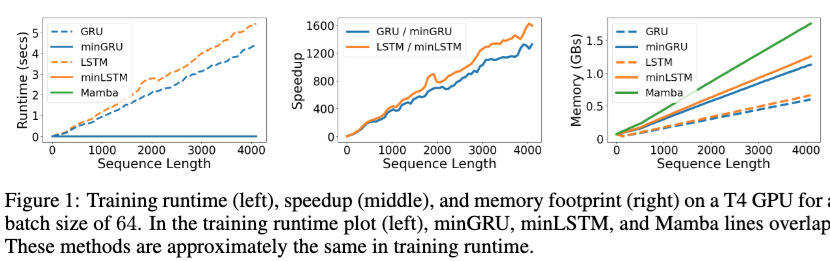 GRU
minGRU
LSTM
minLSTM
Mamba
Runtime (secs)
5
4
3
2
1
0
0 1000 2000 3000 4000
Sequence Length
GRU / minGRU
LSTM / minLSTM
Speedup
1600
1200
800
400
0
0 1000 2000 3000 4000
Sequence Length
GRU
minGRU
LSTM
minLSTM
Mamba
Memory (GBs)
1.5
1.0
0.5
0
0 1000 2000 3000 4000
Sequence Length
Figure 1: Training runtime (left), speedup (middle), and memory footprint (right) on a T4 GPU for a
batch size of 64. In the training runtime plot (left), minGRU, minLSTM, and Mamba lines overlap
These methods are approximately the same in training runtime.